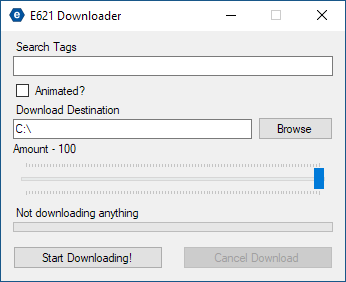 E621 Downloader
Search Tags
Animated?
Download Destination
C:\
Browse
Amount - 100
Not downloading anything
Start Downloading!
Cancel Download